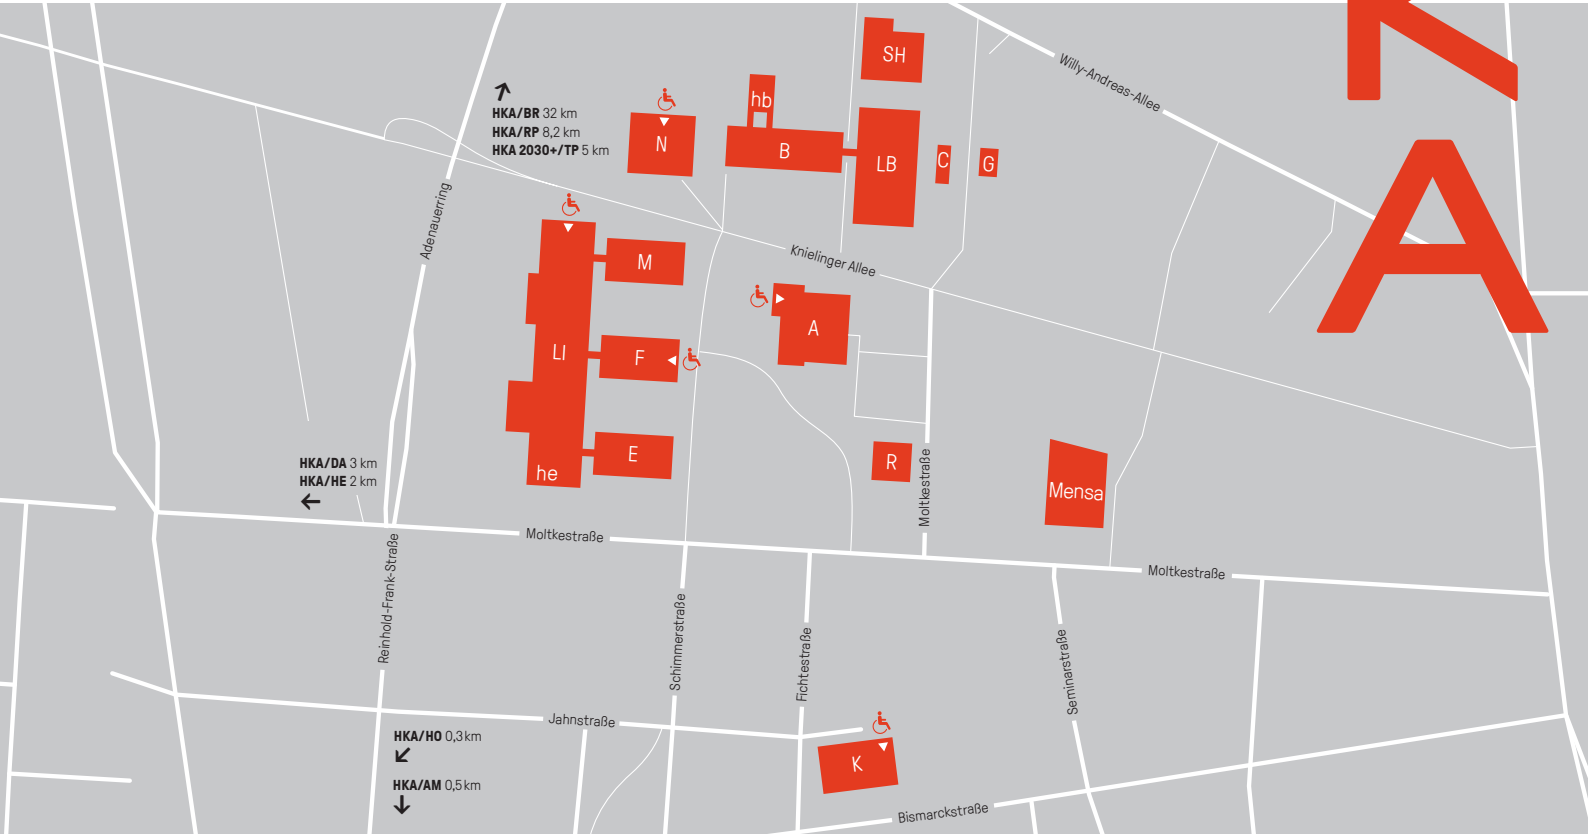 SH
Willy-Andreas-Allee
HKA/BR 32 km
HKA/RP 8,2 km
HKA 2030+/TP 5 km
hb
N
B
LB
C
G
A
Adenauerring
M
Knielinger Allee
A
LI
F
E
he
R
Moltkestraße
Mensa
HKA/DA 3 km
HKA/HE 2 km
Moltkestraße
Moltkestraße
Reinhold-Frank-Straße
Schimmerstraße
Fichtestraße
Seminarstraße
Jahnstraße
HKA/HO 0,3 km
HKA/AM 0,5 km
K
Bismarckstraße